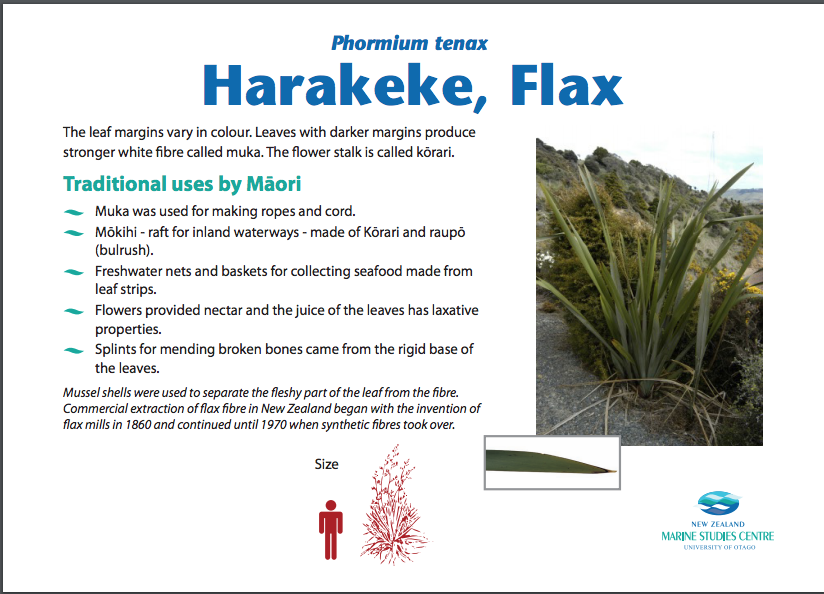 Phormium tenax
Harakeke, Flax
The leaf margins vary in colour. Leaves with darker margins produce
stronger white fibre called muka. The flower stalk is called kōrari.
Traditional uses by Māori
Muka was used for making ropes and cord.
Mōkihi - raft for inland waterways - made of Kōrari and raupō
(bulrush).
Freshwater nets and baskets for collecting seafood made from
leaf strips.
Flowers provided nectar and the juice of the leaves has laxative
properties.
Splints for mending broken bones came from the rigid base of
the leaves.
Mussel shells were used to separate the fleshy part of the leaf from the fibre.
Commercial extraction of flax fibre in New Zealand began with the invention of
flax mills in 1860 and continued until 1970 when synthetic fibres took over.
Size
NEW ZEALAND
MARINE STUDIES CENTRE
UNIVERSITY OF OTAGO